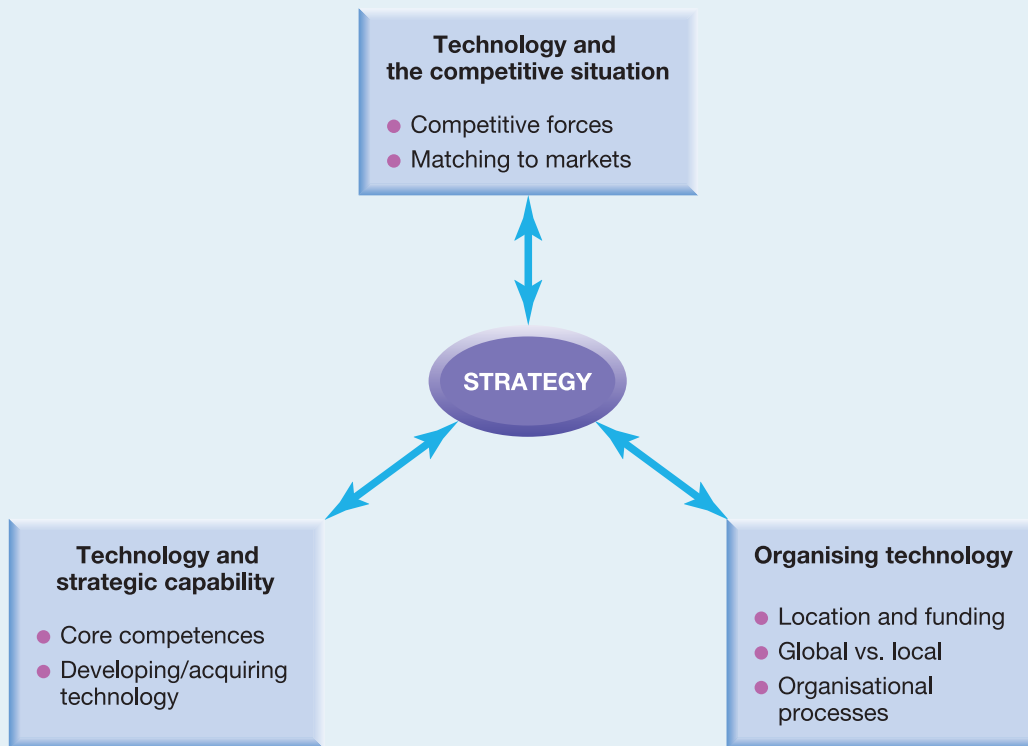 Technology and
the competitive situation
● Competitive forces
● Matching to markets
STRATEGY
Technology and
strategic capability
● Core competences
● Developing/acquiring
technology
Organising technology
● Location and funding
● Global vs. local
● Organisational
processes